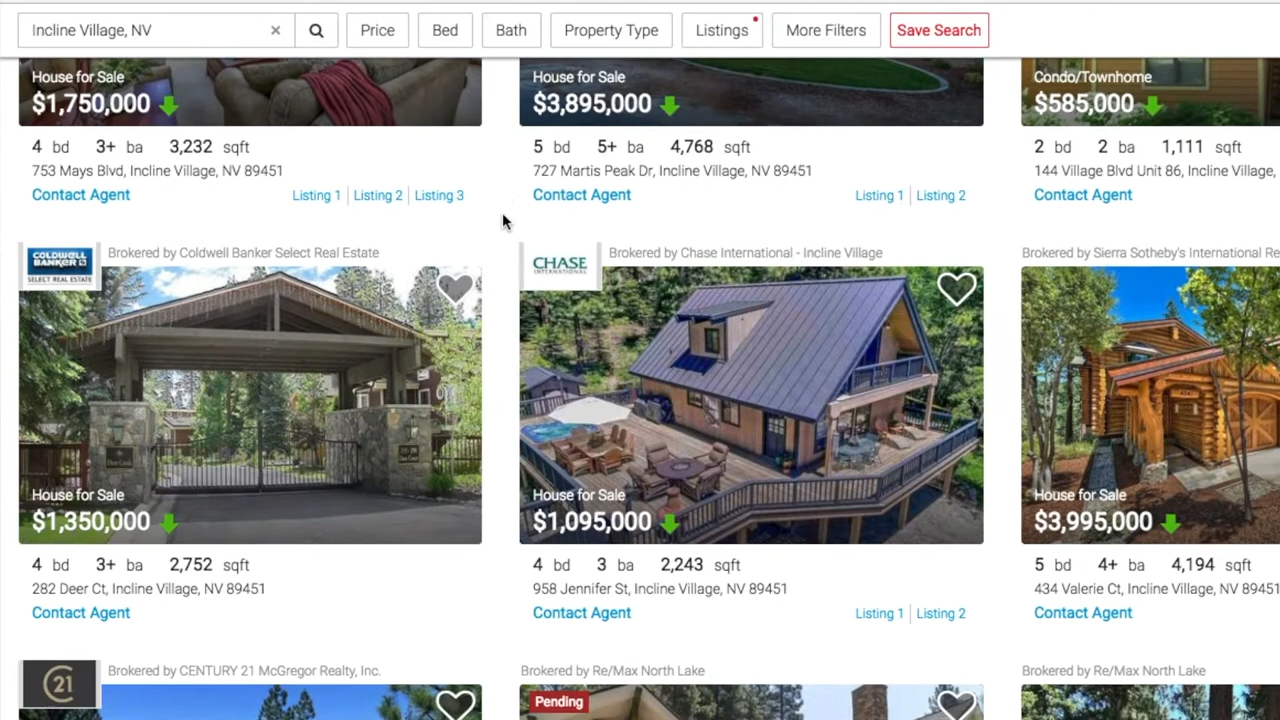 Incline Village, NV
Price
Bed
Bath
Property Type
Listings
More Filters
Save Search
House for Sale
$1,750,000
4 bd 3+ ba 3,232 sqft
753 Mays Blvd, Incline Village, NV 89451
Contact Agent
Listing 1
Listing 2
Listing 3
House for Sale
$3,895,000
5 bd 5+ ba 4,768 sqft
727 Martis Peak Dr, Incline Village, NV 89451
Contact Agent
Listing 1
Listing 2
Condo/Townhome
$585,000
2 bd 2 ba 1,111 sqft
144 Village Blvd Unit 86, Incline Village,
Contact Agent
COLDWELL
BANKER
SELECT REAL ESTATE
Brokered by Coldwell Banker Select Real Estate
House for Sale
$1,350,000
4 bd 3+ ba 2,752 sqft
282 Deer Ct, Incline Village, NV 89451
Contact Agent
CHASE
INTERNATIONAL
Brokered by Chase International - Incline Village
House for Sale
$1,095,000
4 bd 3 ba 2,243 sqft
958 Jennifer St, Incline Village, NV 89451
Contact Agent
Listing 1
Listing 2
Brokered by Sierra Sotheby's International Re
House for Sale
$3,995,000
5 bd 4+ ba 4,194 sqft
434 Valerie Ct, Incline Village, NV 89451
Contact Agent
C21
Brokered by CENTURY 21 McGregor Realty, Inc.
Brokered by Re/Max North Lake
Pending
Brokered by Re/Max North Lake